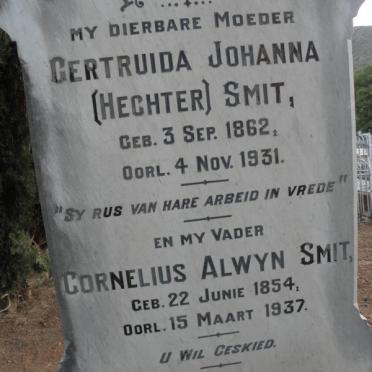 MY DIERBARE MOEDER
GERTRUIDA JOHANNA
(HECHTER) SMIT,
GEB. 3 SEP. 1862,
OORL. 4 NOV. 1931.
"SY RUS VAN HARE ARBEID IN VREDE"
EN MY VADER
CORNELIUS ALWYN SMIT,
GEB. 22 JUNIE 1854,
OORL. 15 MAART 1937.
U WIL GESKIED.